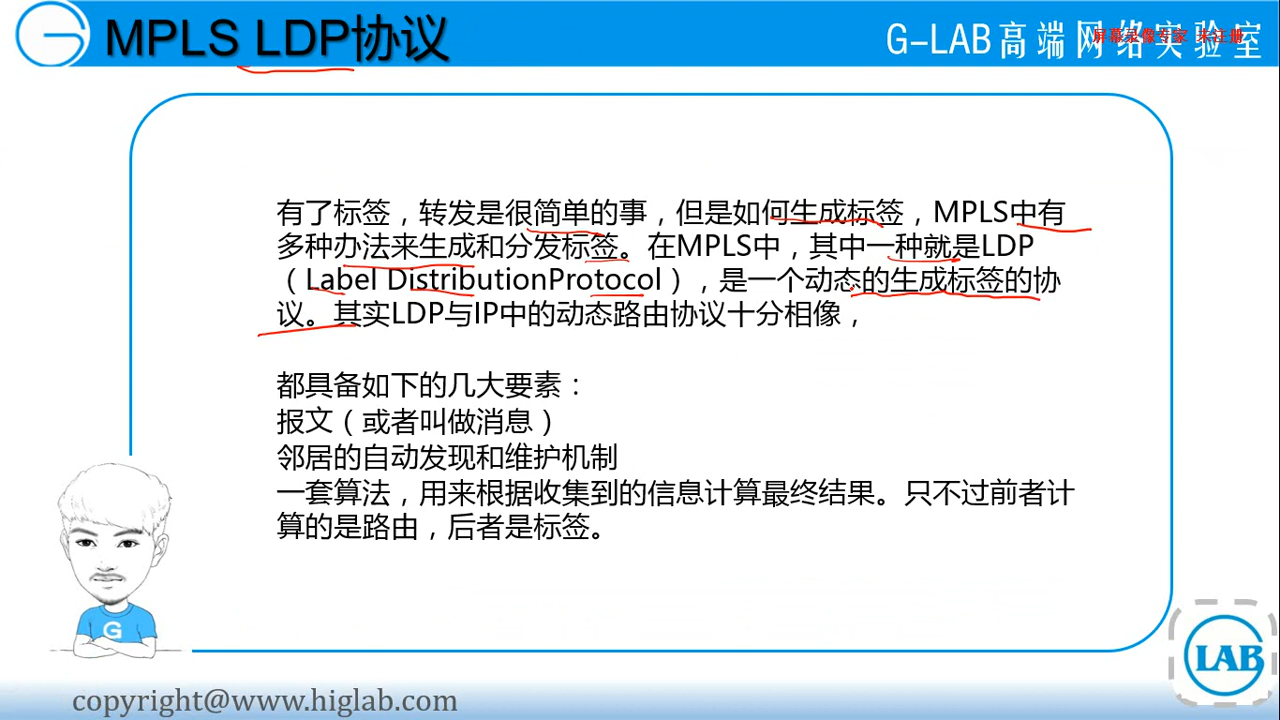 MPLS LDP协议
G-LAB高端网络实验室
屏幕录像专家 未注册
有了标签，转发是很简单的事，但是如何生成标签，MPLS中有
多种办法来生成和分发标签。在MPLS中，其中一种就是LDP
（Label DistributionProtocol），是一个动态的生成标签的协
议。其实LDP与IP中的动态路由协议十分相像，
都具备如下的几大要素：
报文（或者叫做消息）
邻居的自动发现和维护机制
一套算法，用来根据收集到的信息计算最终结果。只不过前者计
算的是路由，后者是标签。
G
LAB
copyright@www.higlab.com